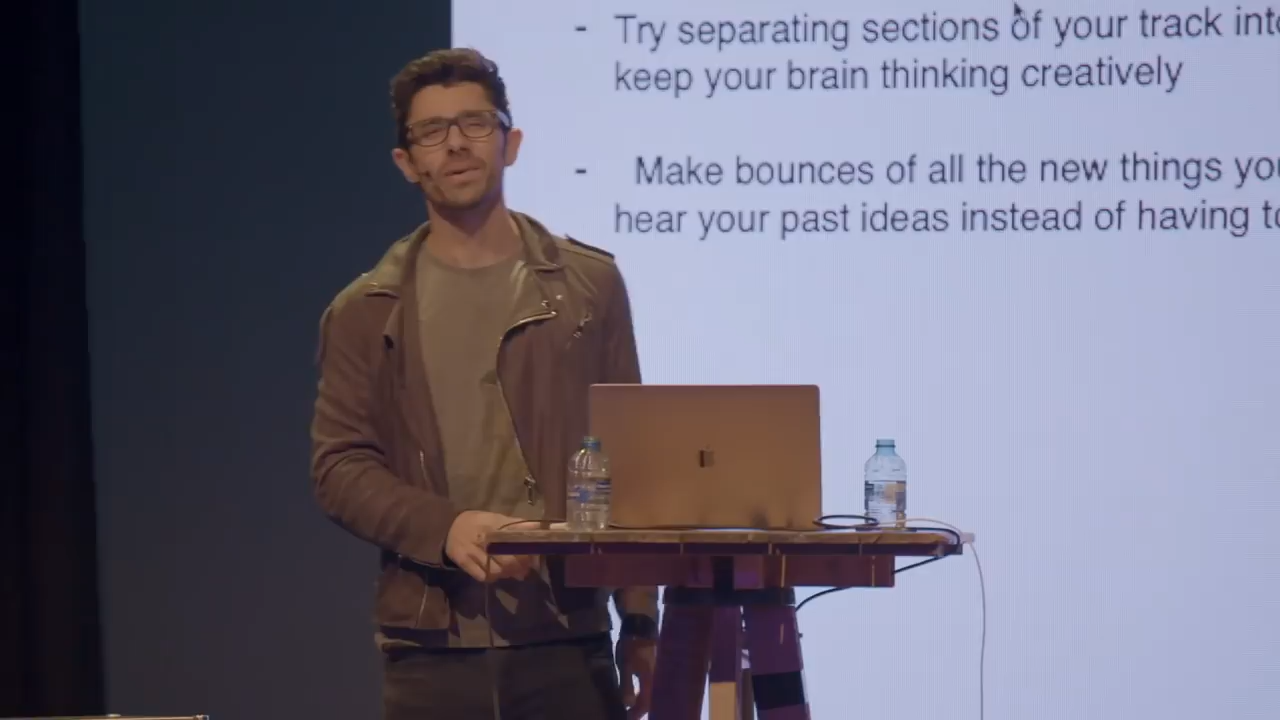 - Try separating sections of your track into
keep your brain thinking creatively
- Make bounces of all the new things you
hear your past ideas instead of having to